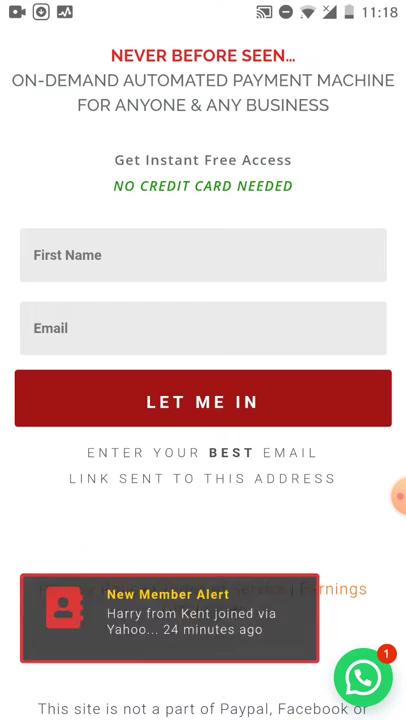 11:18
NEVER BEFORE SEEN...
ON-DEMAND AUTOMATED PAYMENT MACHINE
FOR ANYONE & ANY BUSINESS
Get Instant Free Access
NO CREDIT CARD NEEDED
First Name
Email
LET ME IN
ENTER YOUR BEST EMAIL
LINK SENT TO THIS ADDRESS
| Earnings
New Member Alert
Harry from Kent joined via
Yahoo... 24 minutes ago
1
This site is not a part of Paypal, Facebook or